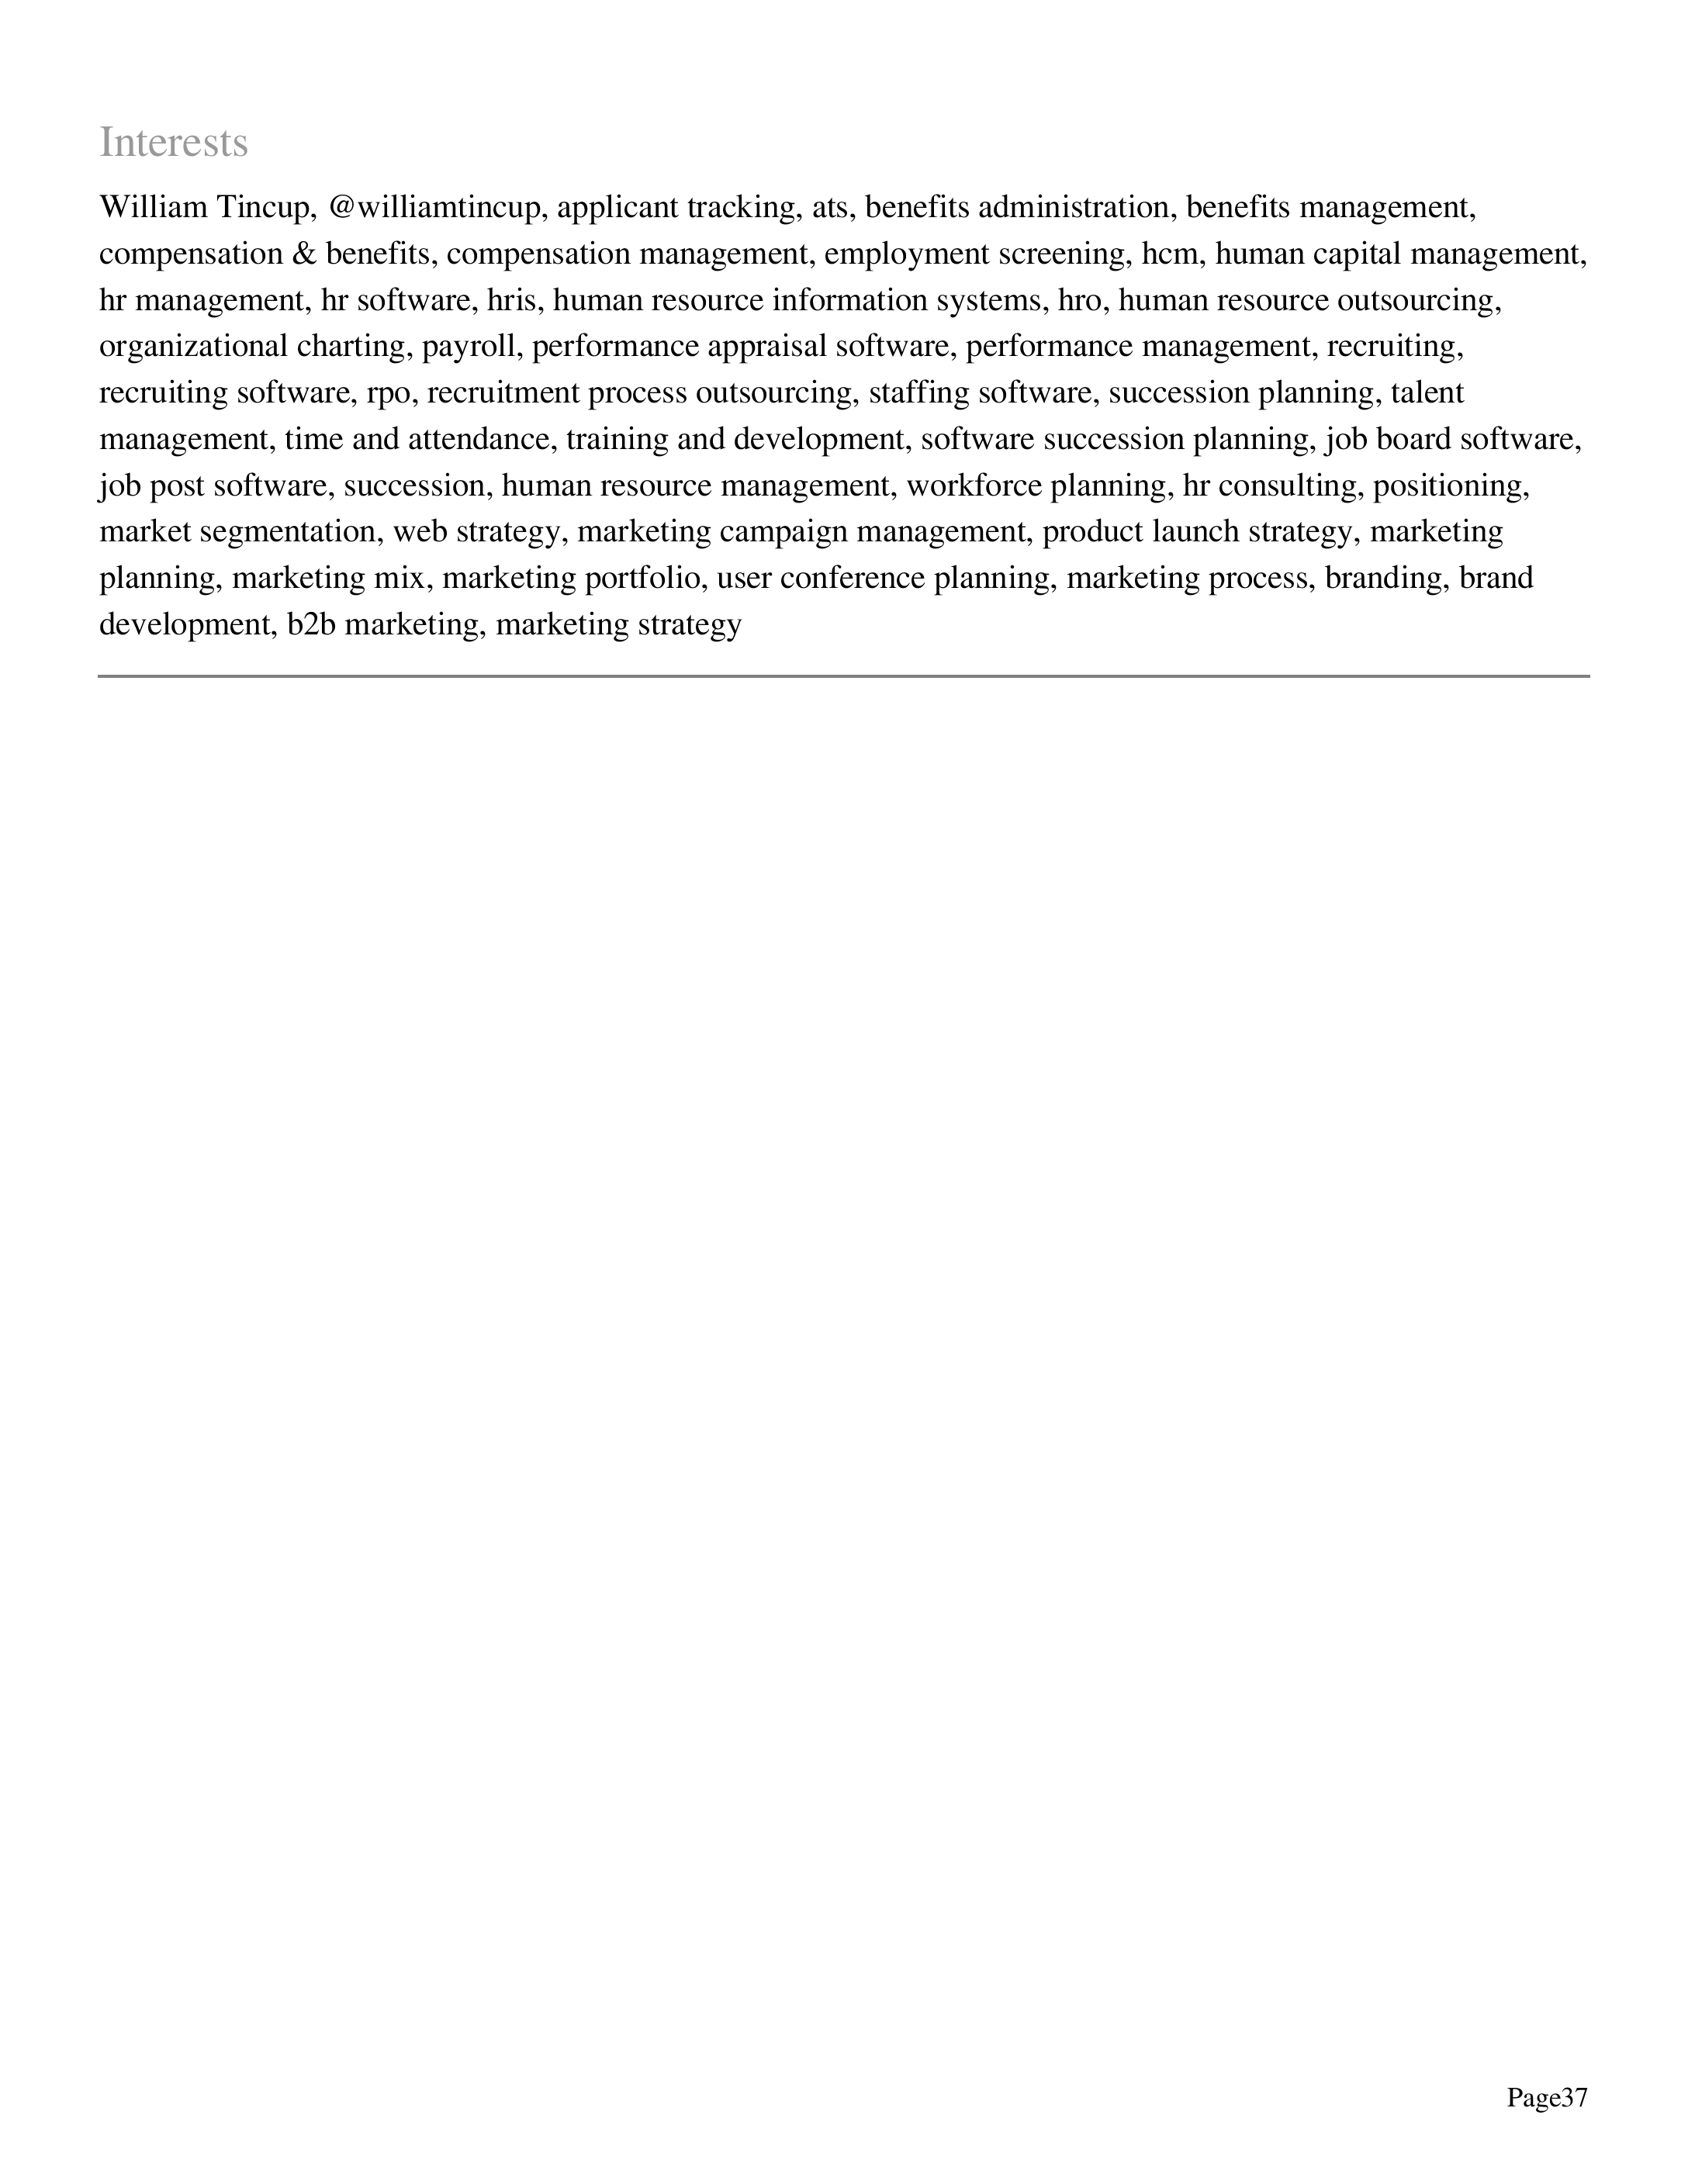 Interests
William Tincup, @williamtincup, applicant tracking, ats, benefits administration, benefits management,
compensation & benefits, compensation management, employment screening, hcm, human capital management,
hr management, hr software, hris, human resource information systems, hro, human resource outsourcing,
organizational charting, payroll, performance appraisal software, performance management, recruiting,
recruiting software, rpo, recruitment process outsourcing, staffing software, succession planning, talent
management, time and attendance, training and development, software succession planning, job board software,
job post software, succession, human resource management, workforce planning, hr consulting, positioning,
market segmentation, web strategy, marketing campaign management, product launch strategy, marketing
planning, marketing mix, marketing portfolio, user conference planning, marketing process, branding, brand
development, b2b marketing, marketing strategy
Page37